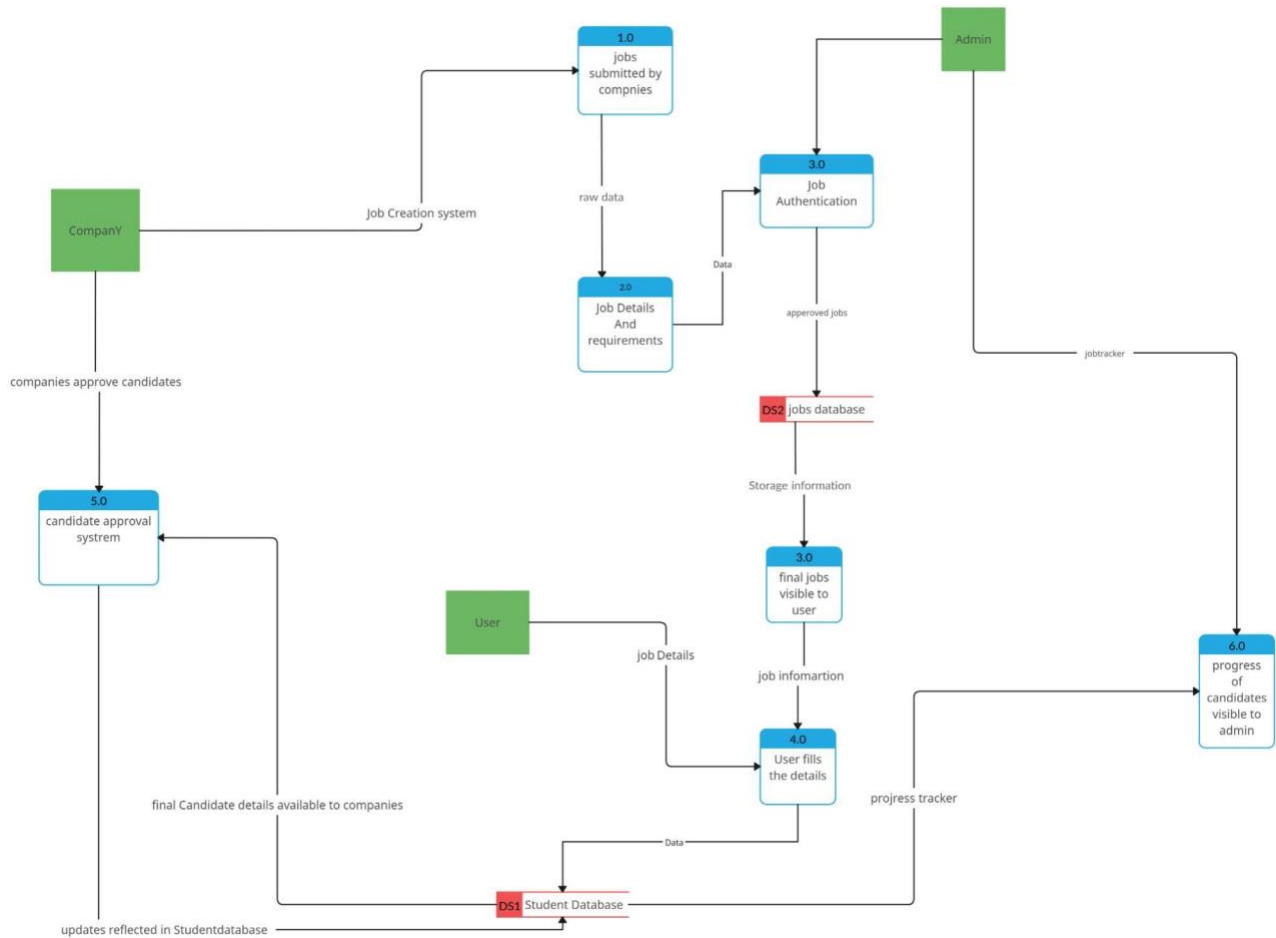 1.0
jobs
submitted by
compnies
Admin
3.0
Job
Authentication
CompanY
Job Creation system
raw data
Data
2.0
Job Details
And
requirements
apperoved jobs
jobtracker
companies approve candidates
DS2 jobs database
Storage information
5.0
candidate approval
systrem
3.0
final jobs
visible to
user
User
job Details
job infomartion
6.0
progress
of
candidates
visible to
admin
4.0
User fills
the details
final Candidate details available to companies
projress tracker
Data
DS1 Student Database
updates reflected in Studentdatabase